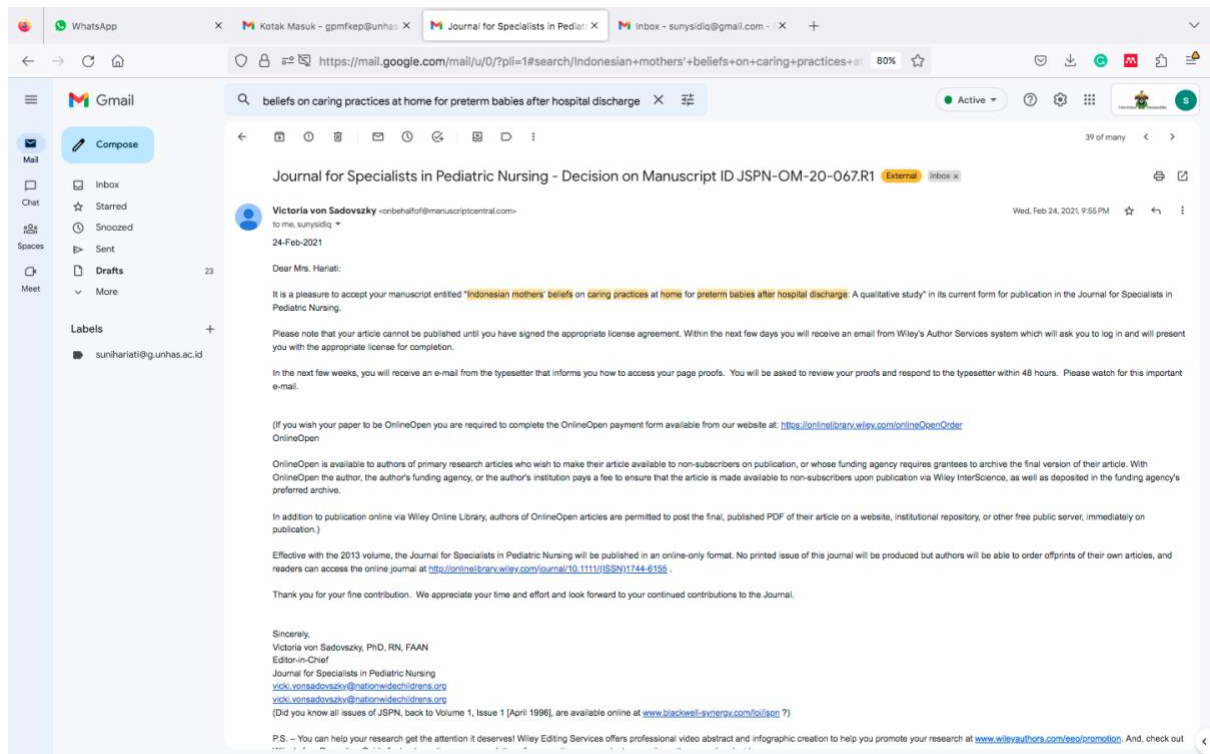 WhatsApp
Kotak Masuk - gpmfkep@unhas
Journal for Specialists in Pediat
Inbox - sunysidiq@gmail.com -
https://mail.google.com/mail/u/0/?pli=1#search/Indonesian+mothers'+beliefs+on+caring+practices+at
80%
Gmail
beliefs on caring practices at home for preterm babies after hospital discharge
Active
S
Mail
Chat
Spaces
Meet
Compose
Inbox
Starred
Snoozed
Sent
Drafts 23
More
Labels
sunihariati@g.unhas.ac.id
39 of many
Journal for Specialists in Pediatric Nursing - Decision on Manuscript ID JSPN-OM-20-067.R1 External Inbox x
Victoria von Sadovszky <onbehalfof@manuscriptcentral.com> Wed, Feb 24, 2021, 9:55 PM
to me, sunysidiq
24-Feb-2021
Dear Mrs. Hariati:
It is a pleasure to accept your manuscript entitled "Indonesian mothers' beliefs on caring practices at home for preterm babies after hospital discharge: A qualitative study" in its current form for publication in the Journal for Specialists in
Pediatric Nursing.
Please note that your article cannot be published until you have signed the appropriate license agreement. Within the next few days you will receive an email from Wiley's Author Services system which will ask you to log in and will present
you with the appropriate license for completion.
In the next few weeks, you will receive an e-mail from the typesetter that informs you how to access your page proofs. You will be asked to review your proofs and respond to the typesetter within 48 hours. Please watch for this important
e-mail.
(If you wish your paper to be OnlineOpen you are required to complete the OnlineOpen payment form available from our website at: https://onlinelibrary.wiley.com/onlineOpenOrder
OnlineOpen
OnlineOpen is available to authors of primary research articles who wish to make their article available to non-subscribers on publication, or whose funding agency requires grantees to archive the final version of their article. With
OnlineOpen the author, the author's funding agency, or the author's institution pays a fee to ensure that the article is made available to non-subscribers upon publication via Wiley InterScience, as well as deposited in the funding agency's
preferred archive.
In addition to publication online via Wiley Online Library, authors of OnlineOpen articles are permitted to post the final, published PDF of their article on a website, institutional repository, or other free public server, immediately on
publication.)
Effective with the 2013 volume, the Journal for Specialists in Pediatric Nursing will be published in an online-only format. No printed issue of this journal will be produced but authors will be able to order offprints of their own articles, and
readers can access the online journal at http://onlinelibrary.wiley.com/journal/10.1111/(ISSN)1744-6155 .
Thank you for your fine contribution. We appreciate your time and effort and look forward to your continued contributions to the Journal.
Sincerely,
Victoria von Sadovszky, PhD, RN, FAAN
Editor-in-Chief
Journal for Specialists in Pediatric Nursing
vicki.vonsadovszky@nationwidechildrens.org
vicki.vonsadovszky@nationwidechildrens.org
(Did you know all issues of JSPN, back to Volume 1, Issue 1 [April 1996], are available online at www.blackwell-synergy.com/loi/jspn ?)
P.S. – You can help your research get the attention it deserves! Wiley Editing Services offers professional video abstract and infographic creation to help you promote your research at www.wileyauthors.com/eeo/promotion. And, check out